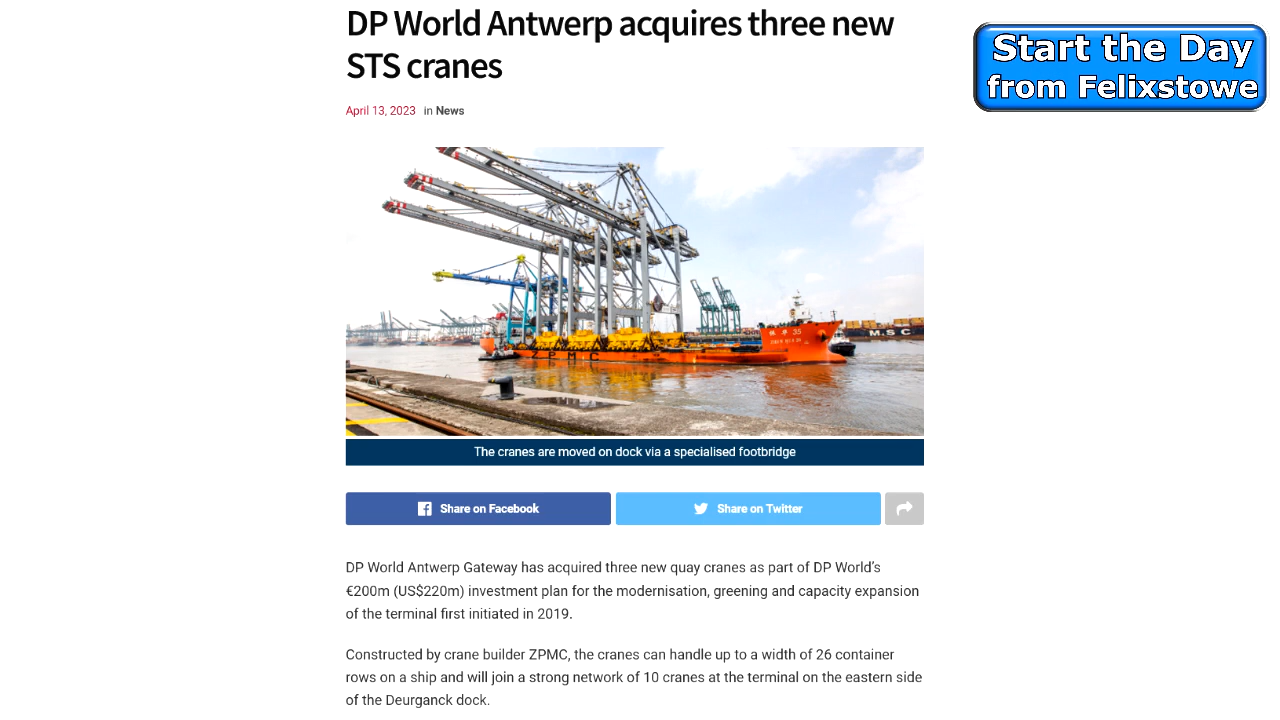 DP World Antwerp acquires three new
STS cranes
Start the Day
from Felixstowe
April 13, 2023 in News
M S C
Z P M C
The cranes are moved on dock via a specialised footbridge
Share on Facebook
Share on Twitter
DP World Antwerp Gateway has acquired three new quay cranes as part of DP World’s
€200m (US$220m) investment plan for the modernisation, greening and capacity expansion
of the terminal first initiated in 2019.
Constructed by crane builder ZPMC, the cranes can handle up to a width of 26 container
rows on a ship and will join a strong network of 10 cranes at the terminal on the eastern side
of the Deurganck dock.